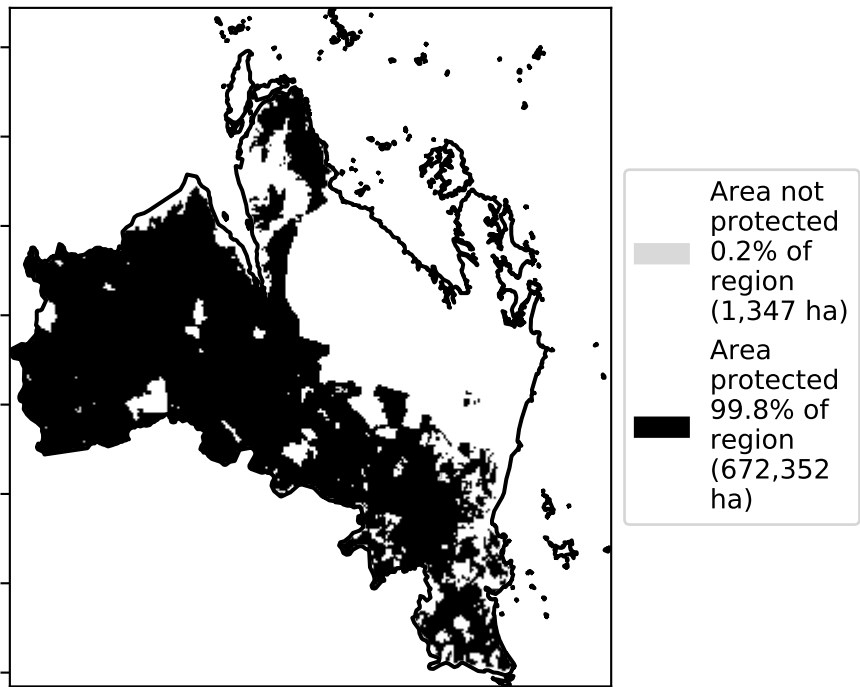 Area not
protected
0.2% of
region
(1,347 ha)
Area
protected
99.8% of
region
(672,352
ha)